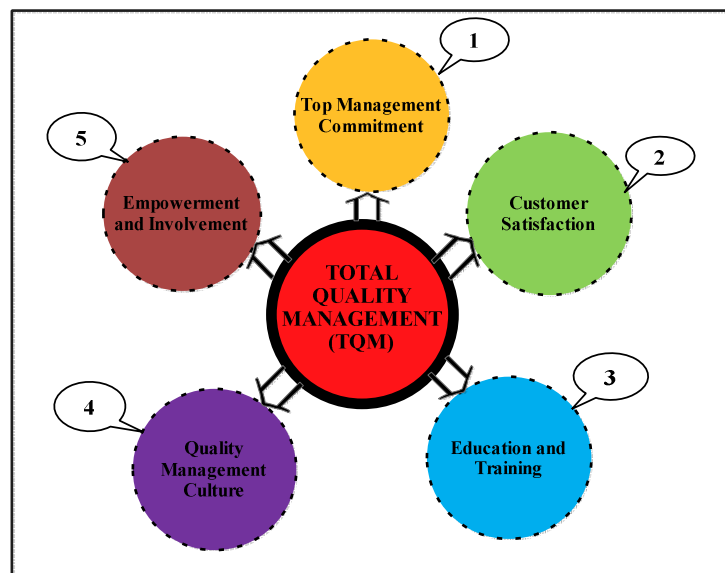 1
Top Management
Commitment
2
Customer
Satisfaction
3
Education and
Training
4
Quality
Management
Culture
5
Empowerment
and Involvement
TOTAL
QUALITY
MANAGEMENT
(TQM)